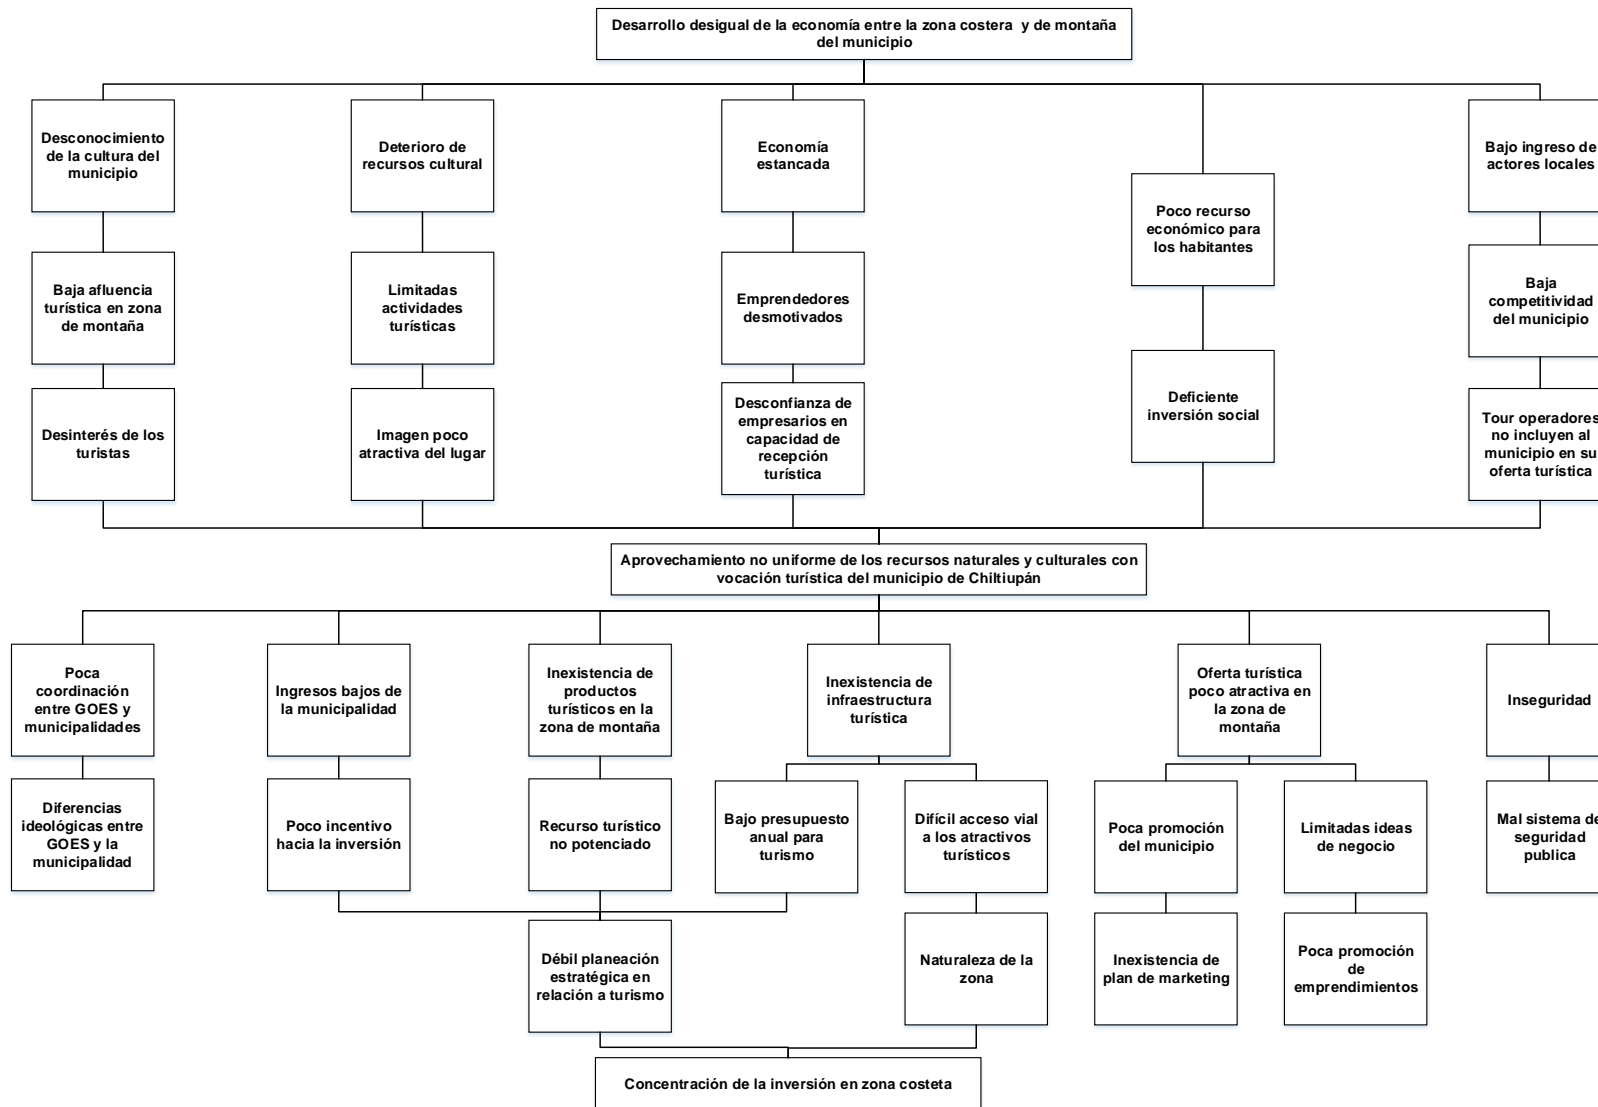 Desarrollo desigual de la economía entre la zona costera y de montaña
del municipio
Desconocimiento
de la cultura del
municipio
Deterioro de
recursos cultural
Economía
estancada
Poco recurso
económico para
los habitantes
Bajo ingreso de
actores locales
Baja afluencia
turística en zona
de montaña
Limitadas
actividades
turísticas
Emprendedores
desmotivados
Deficiente
inversión social
Baja
competitividad
del municipio
Desinterés de los
turistas
Imagen poco
atractiva del lugar
Desconfianza de
empresarios en
capacidad de
recepción
turística
Tour operadores
no incluyen al
municipio en su
oferta turística
Aprovechamiento no uniforme de los recursos naturales y culturales con
vocación turística del municipio de Chiltiupán
Poca
coordinación
entre GOES y
municipalidades
Ingresos bajos de
la municipalidad
Inexistencia de
productos
turísticos en la
zona de montaña
Inexistencia de
infraestructura
turística
Oferta turística
poco atractiva en
la zona de
montaña
Inseguridad
Diferencias
ideológicas entre
GOES y la
municipalidad
Poco incentivo
hacia la inversión
Recurso turístico
no potenciado
Bajo presupuesto
anual para
turismo
Difícil acceso vial
a los atractivos
turísticos
Poca promoción
del municipio
Limitadas ideas
de negocio
Mal sistema de
seguridad
publica
Débil planeación
estratégica en
relación a turismo
Naturaleza de la
zona
Inexistencia de
plan de marketing
Poca promoción
de
emprendimientos
Concentración de la inversión en zona costeta